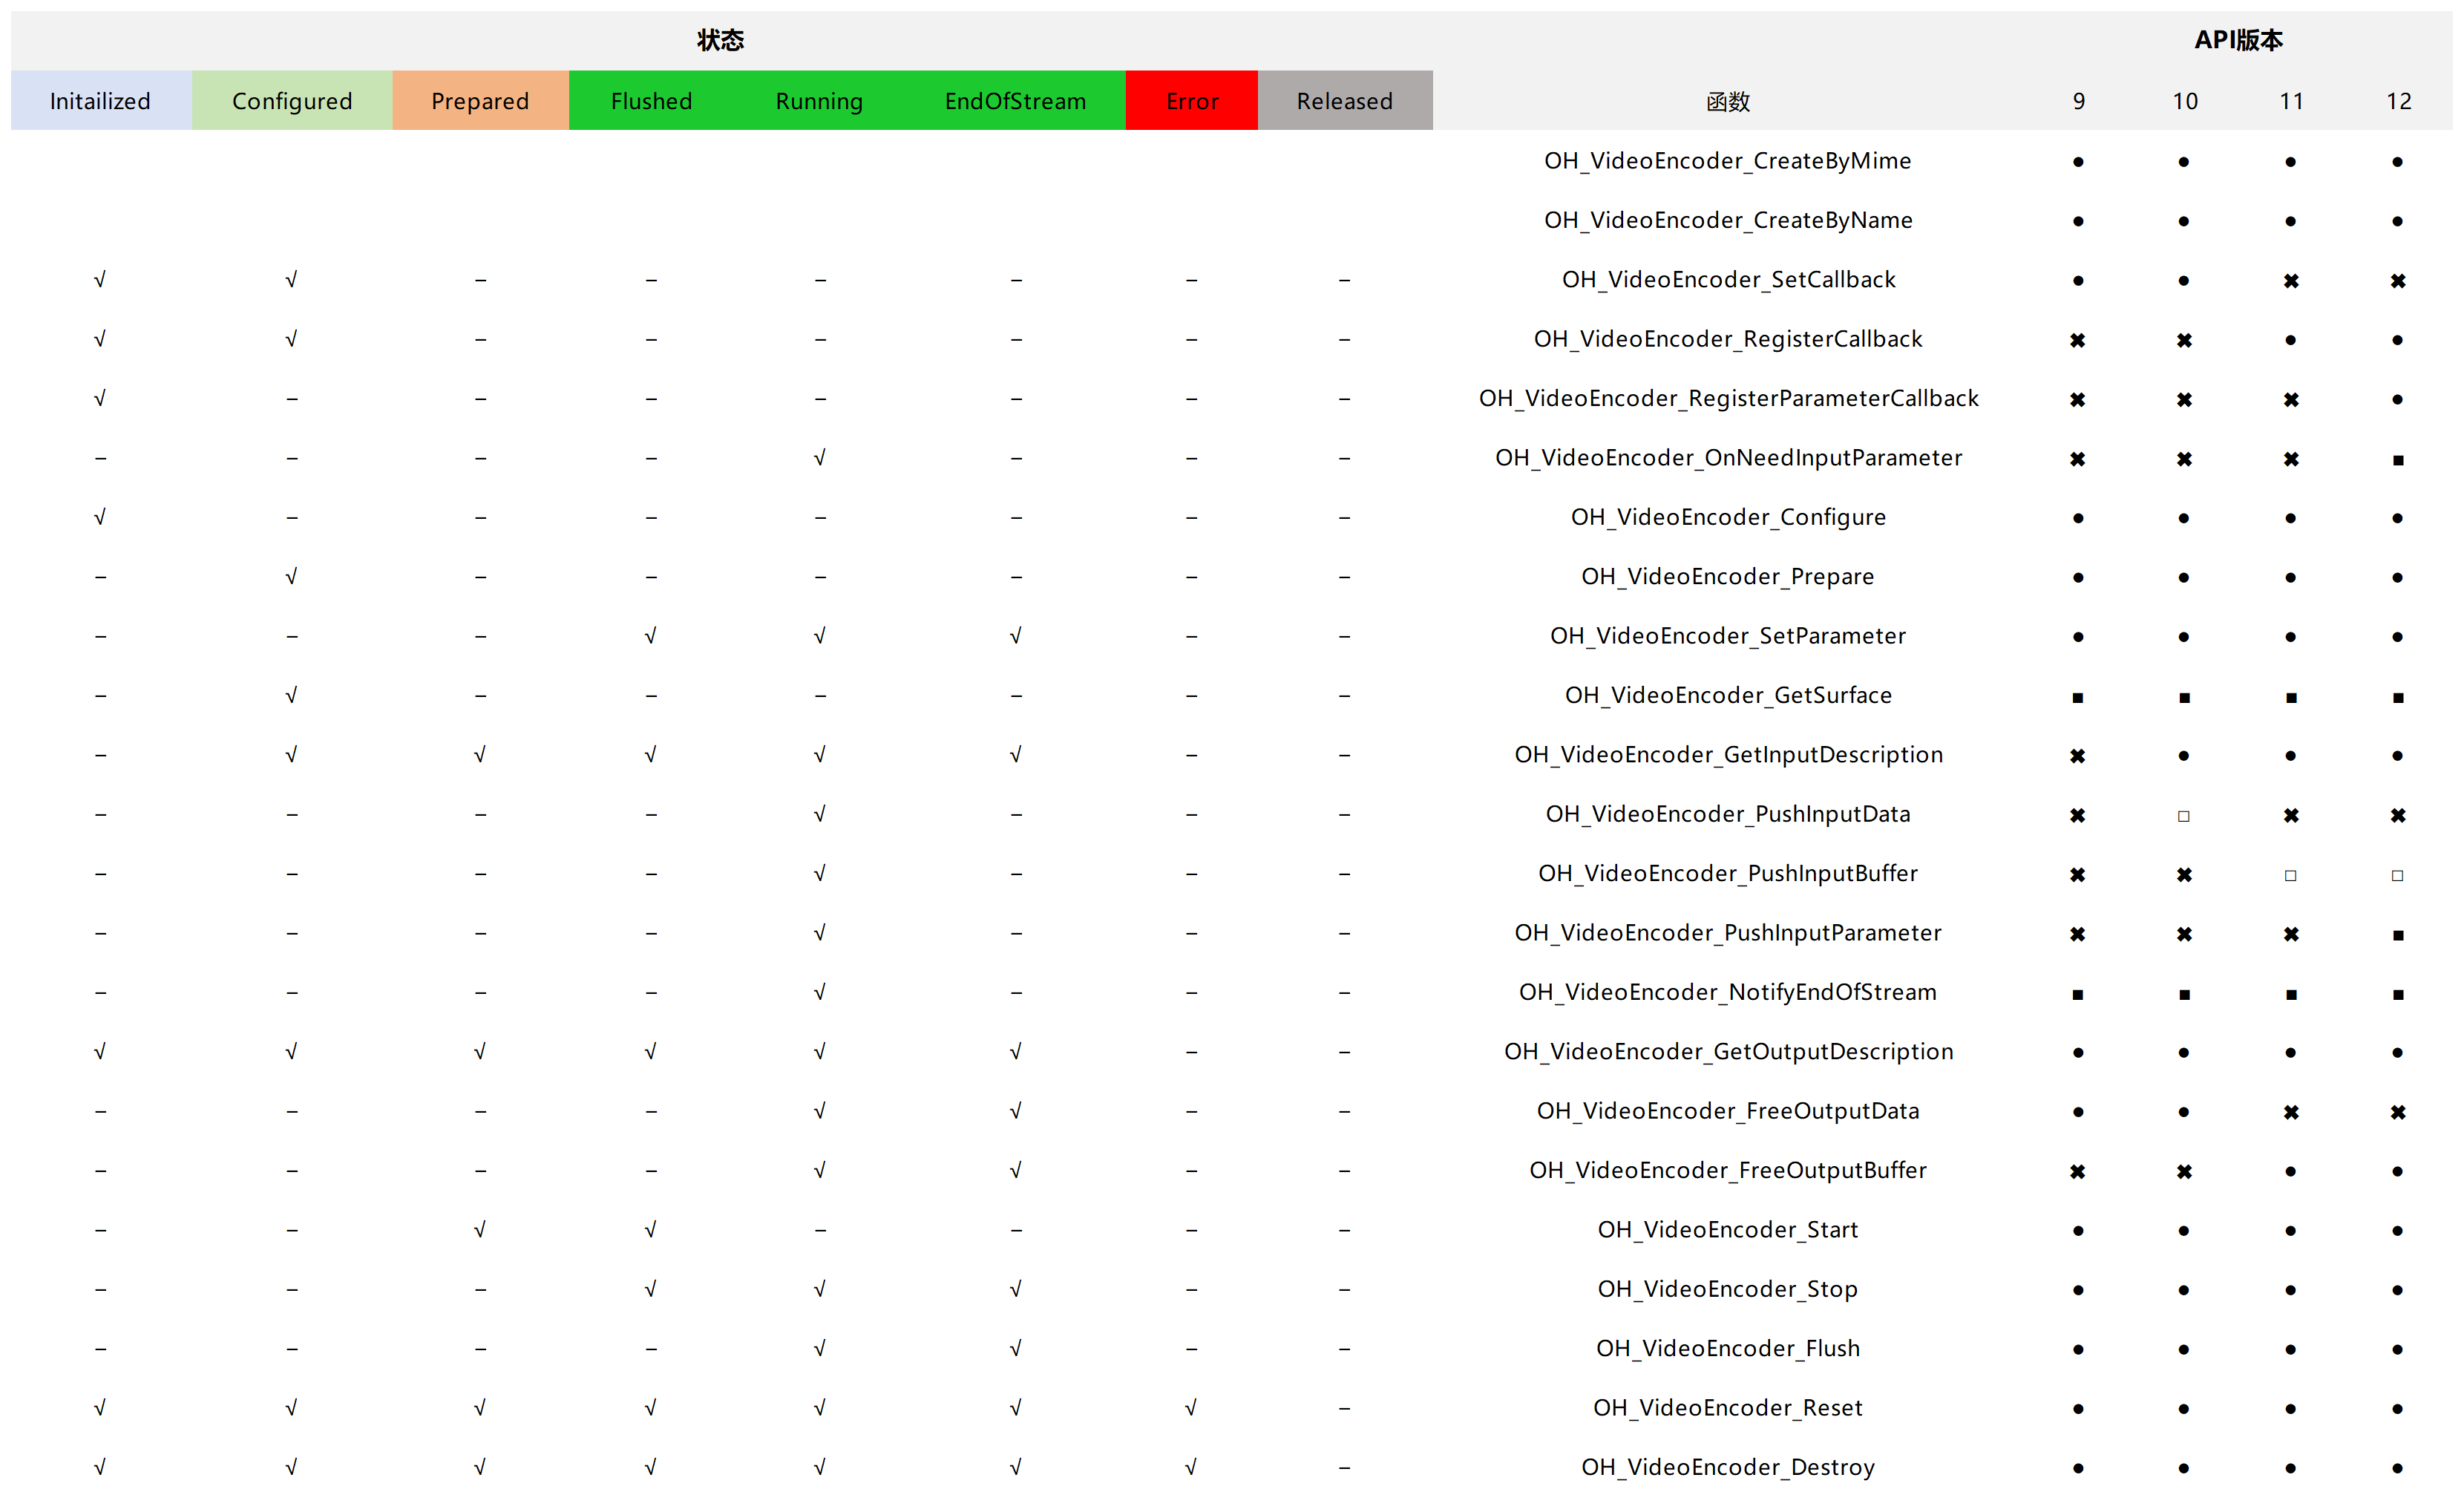 状态 API版本
Initailized Configured Prepared Flushed Running EndOfStream Error Released 函数 9 10 11 12
OH_VideoEncoder_CreateByMime ● ● ● ●
OH_VideoEncoder_CreateByName ● ● ● ●
√ √ – – – – – – OH_VideoEncoder_SetCallback ● ● ✖ ✖
√ √ – – – – – – OH_VideoEncoder_RegisterCallback ✖ ✖ ● ●
√ – – – – – – – OH_VideoEncoder_RegisterParameterCallback ✖ ✖ ✖ ●
– – – – √ – – – OH_VideoEncoder_OnNeedInputParameter ✖ ✖ ✖ ■
√ – – – – – – – OH_VideoEncoder_Configure ● ● ● ●
– √ – – – – – – OH_VideoEncoder_Prepare ● ● ● ●
– – – √ √ √ – – OH_VideoEncoder_SetParameter ● ● ● ●
– √ – – – – – – OH_VideoEncoder_GetSurface ■ ■ ■ ■
– √ √ √ √ √ – – OH_VideoEncoder_GetInputDescription ✖ ● ● ●
– – – – √ – – – OH_VideoEncoder_PushInputData ✖ □ ✖ ✖
– – – – √ – – – OH_VideoEncoder_PushInputBuffer ✖ ✖ □ □
– – – – √ – – – OH_VideoEncoder_PushInputParameter ✖ ✖ ✖ ■
– – – – √ – – – OH_VideoEncoder_NotifyEndOfStream ■ ■ ■ ■
√ √ √ √ √ √ – – OH_VideoEncoder_GetOutputDescription ● ● ● ●
– – – – √ √ – – OH_VideoEncoder_FreeOutputData ● ● ✖ ✖
– – – – √ √ – – OH_VideoEncoder_FreeOutputBuffer ✖ ✖ ● ●
– – √ √ – – – – OH_VideoEncoder_Start ● ● ● ●
– – – √ √ √ – – OH_VideoEncoder_Stop ● ● ● ●
– – – – √ √ – – OH_VideoEncoder_Flush ● ● ● ●
√ √ √ √ √ √ √ – OH_VideoEncoder_Reset ● ● ● ●
√ √ √ √ √ √ √ – OH_VideoEncoder_Destroy ● ● ● ●